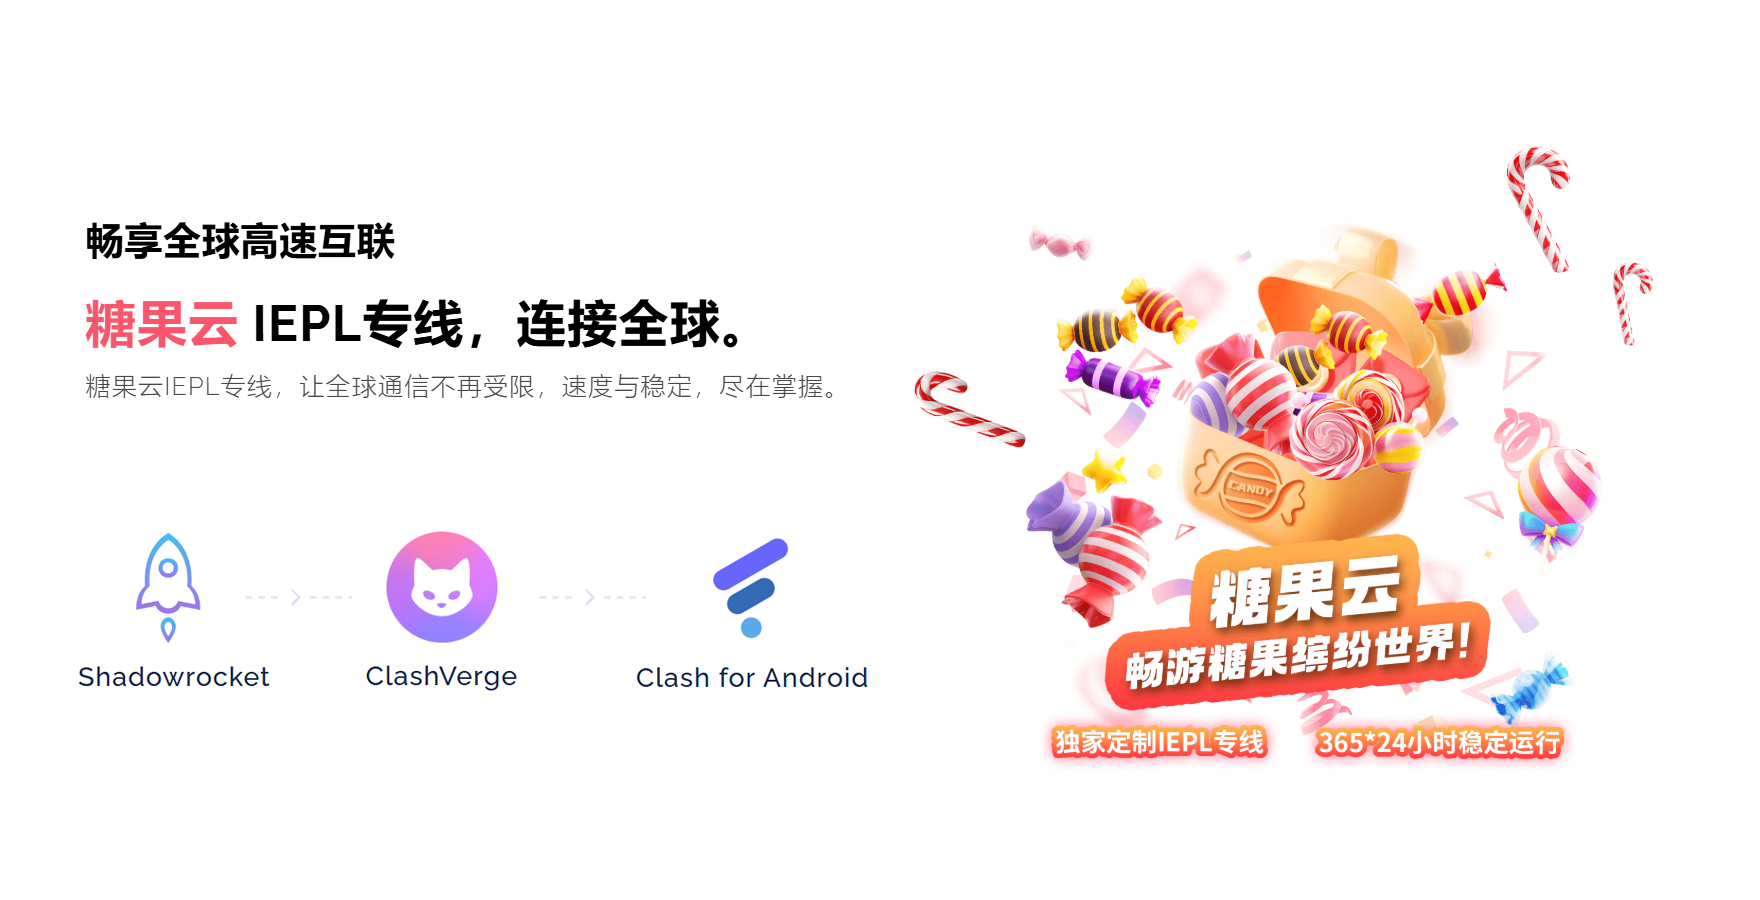 畅享全球高速互联
糖果云 IEPL专线，连接全球。
糖果云IEPL专线，让全球通信不再受限，速度与稳定，尽在掌握。
Shadowrocket
ClashVerge
Clash for Android
CANDY
糖果云
畅游糖果缤纷世界!
独家定制IEPL专线
365*24小时稳定运行